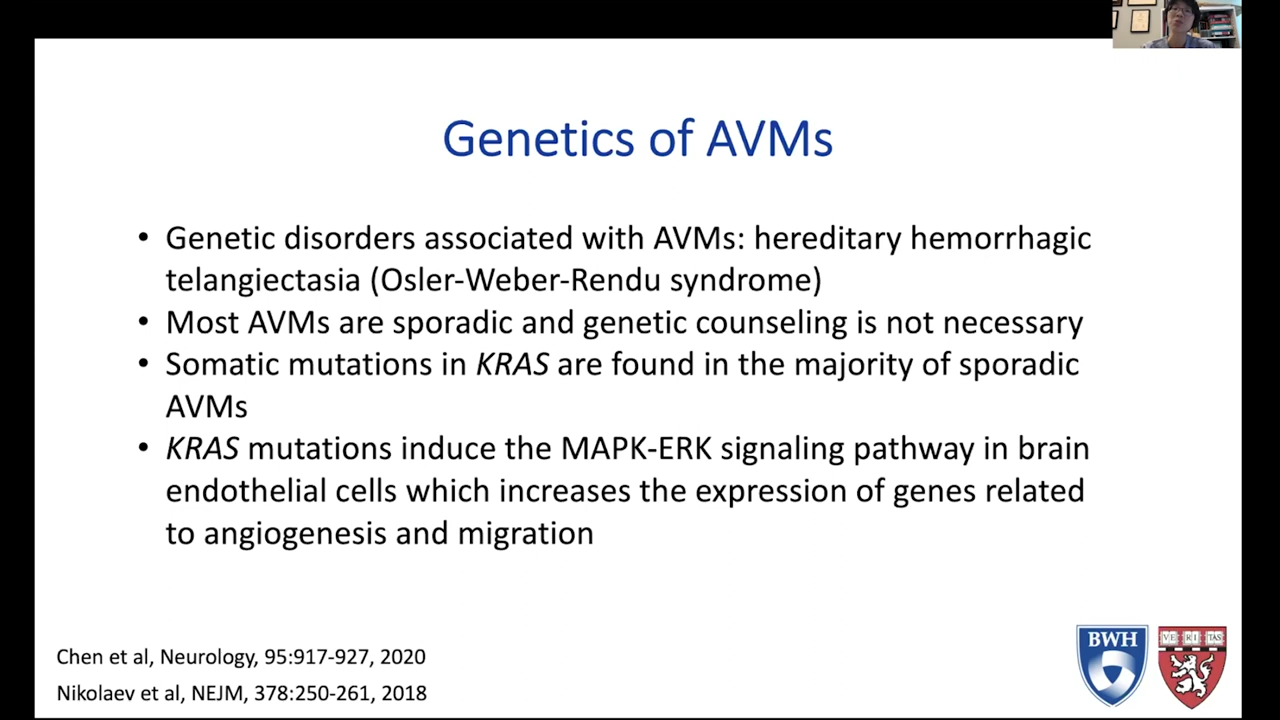 Genetics of AVMs
• Genetic disorders associated with AVMs: hereditary hemorrhagic
telangiectasia (Osler-Weber-Rendu syndrome)
• Most AVMs are sporadic and genetic counseling is not necessary
• Somatic mutations in KRAS are found in the majority of sporadic
AVMs
• KRAS mutations induce the MAPK-ERK signaling pathway in brain
endothelial cells which increases the expression of genes related
to angiogenesis and migration
Chen et al, Neurology, 95:917-927, 2020
Nikolaev et al, NEJM, 378:250-261, 2018
BWH
VE RI TAS